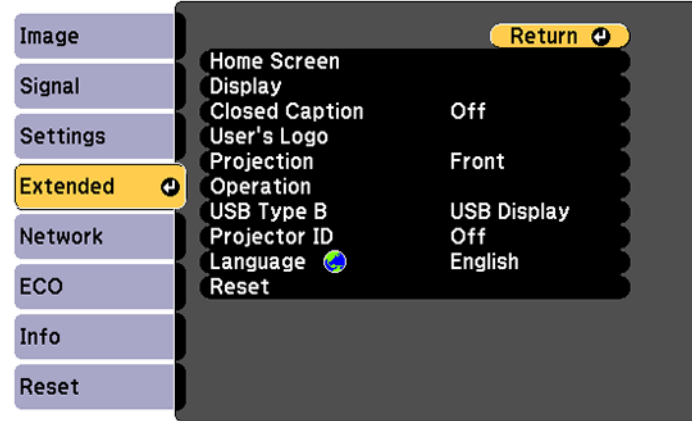 Image
Signal
Settings
Extended
Network
ECO
Info
Reset
Return
Home Screen
Display
Closed Caption Off
User's Logo
Projection Front
Operation
USB Type B USB Display
Projector ID Off
Language English
Reset